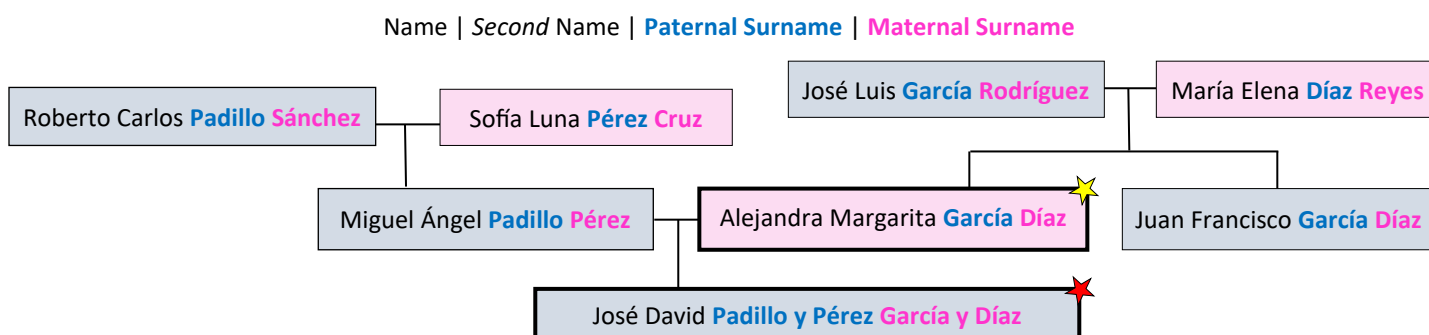 Name | Second Name | Paternal Surname | Maternal Surname
José Luis García Rodríguez
María Elena Díaz Reyes
Roberto Carlos Padillo Sánchez
Sofía Luna Pérez Cruz
Miguel Ángel Padillo Pérez
Alejandra Margarita García Díaz
Juan Francisco García Díaz
José David Padillo y Pérez García y Díaz